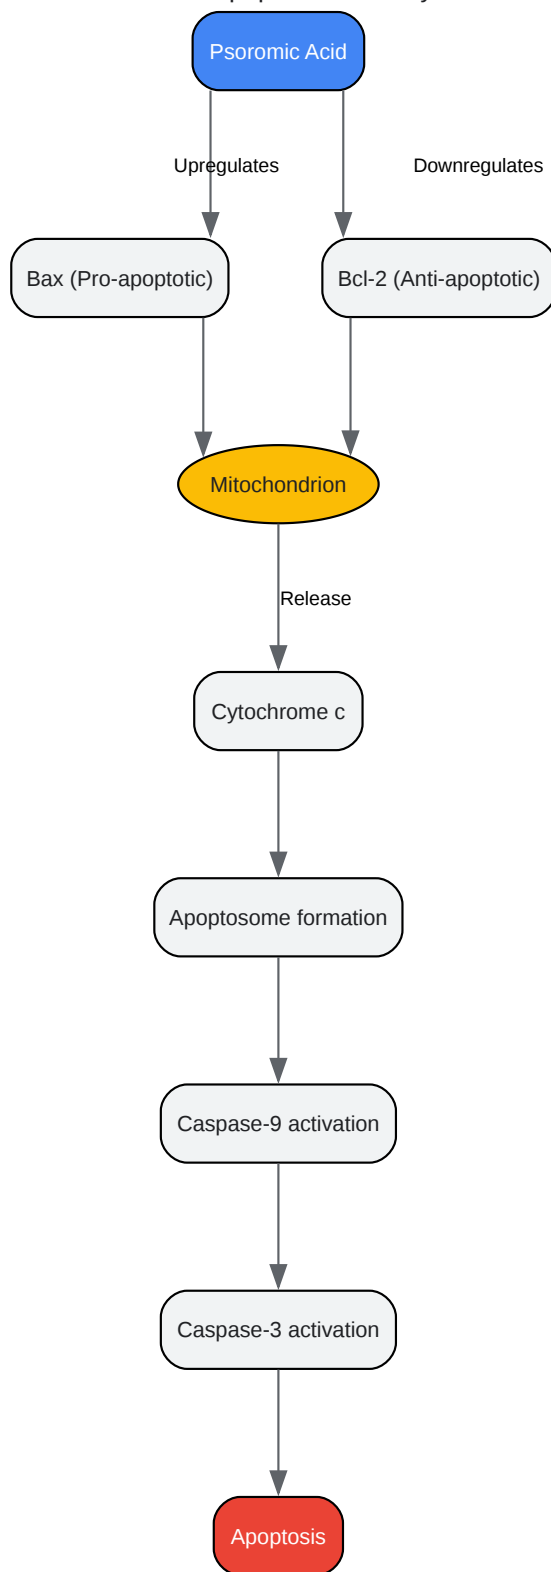 Psoromic Acid
Upregulates
Downregulates
Bax (Pro-apoptotic)
Bcl-2 (Anti-apoptotic)
Mitochondrion
Release
Cytochrome c
Apoptosome formation
Caspase-9 activation
Caspase-3 activation
Apoptosis